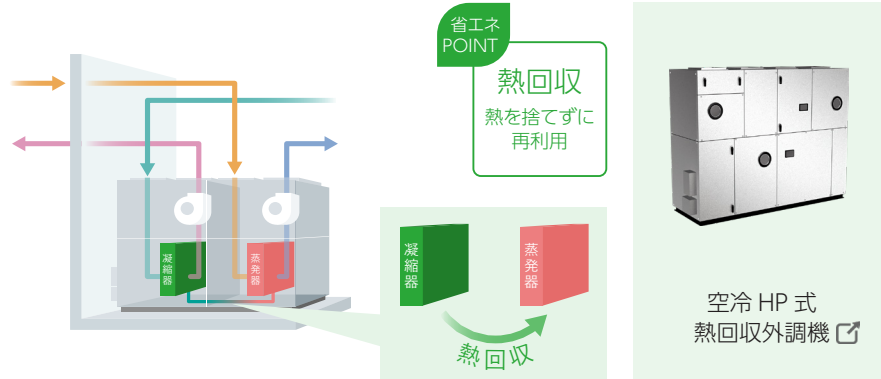 省エネ
POINT
熱回収
熱を捨てずに
再利用
凝縮器
蒸発器
凝縮器
蒸発器
熱回収
空冷 HP 式
熱回収外調機